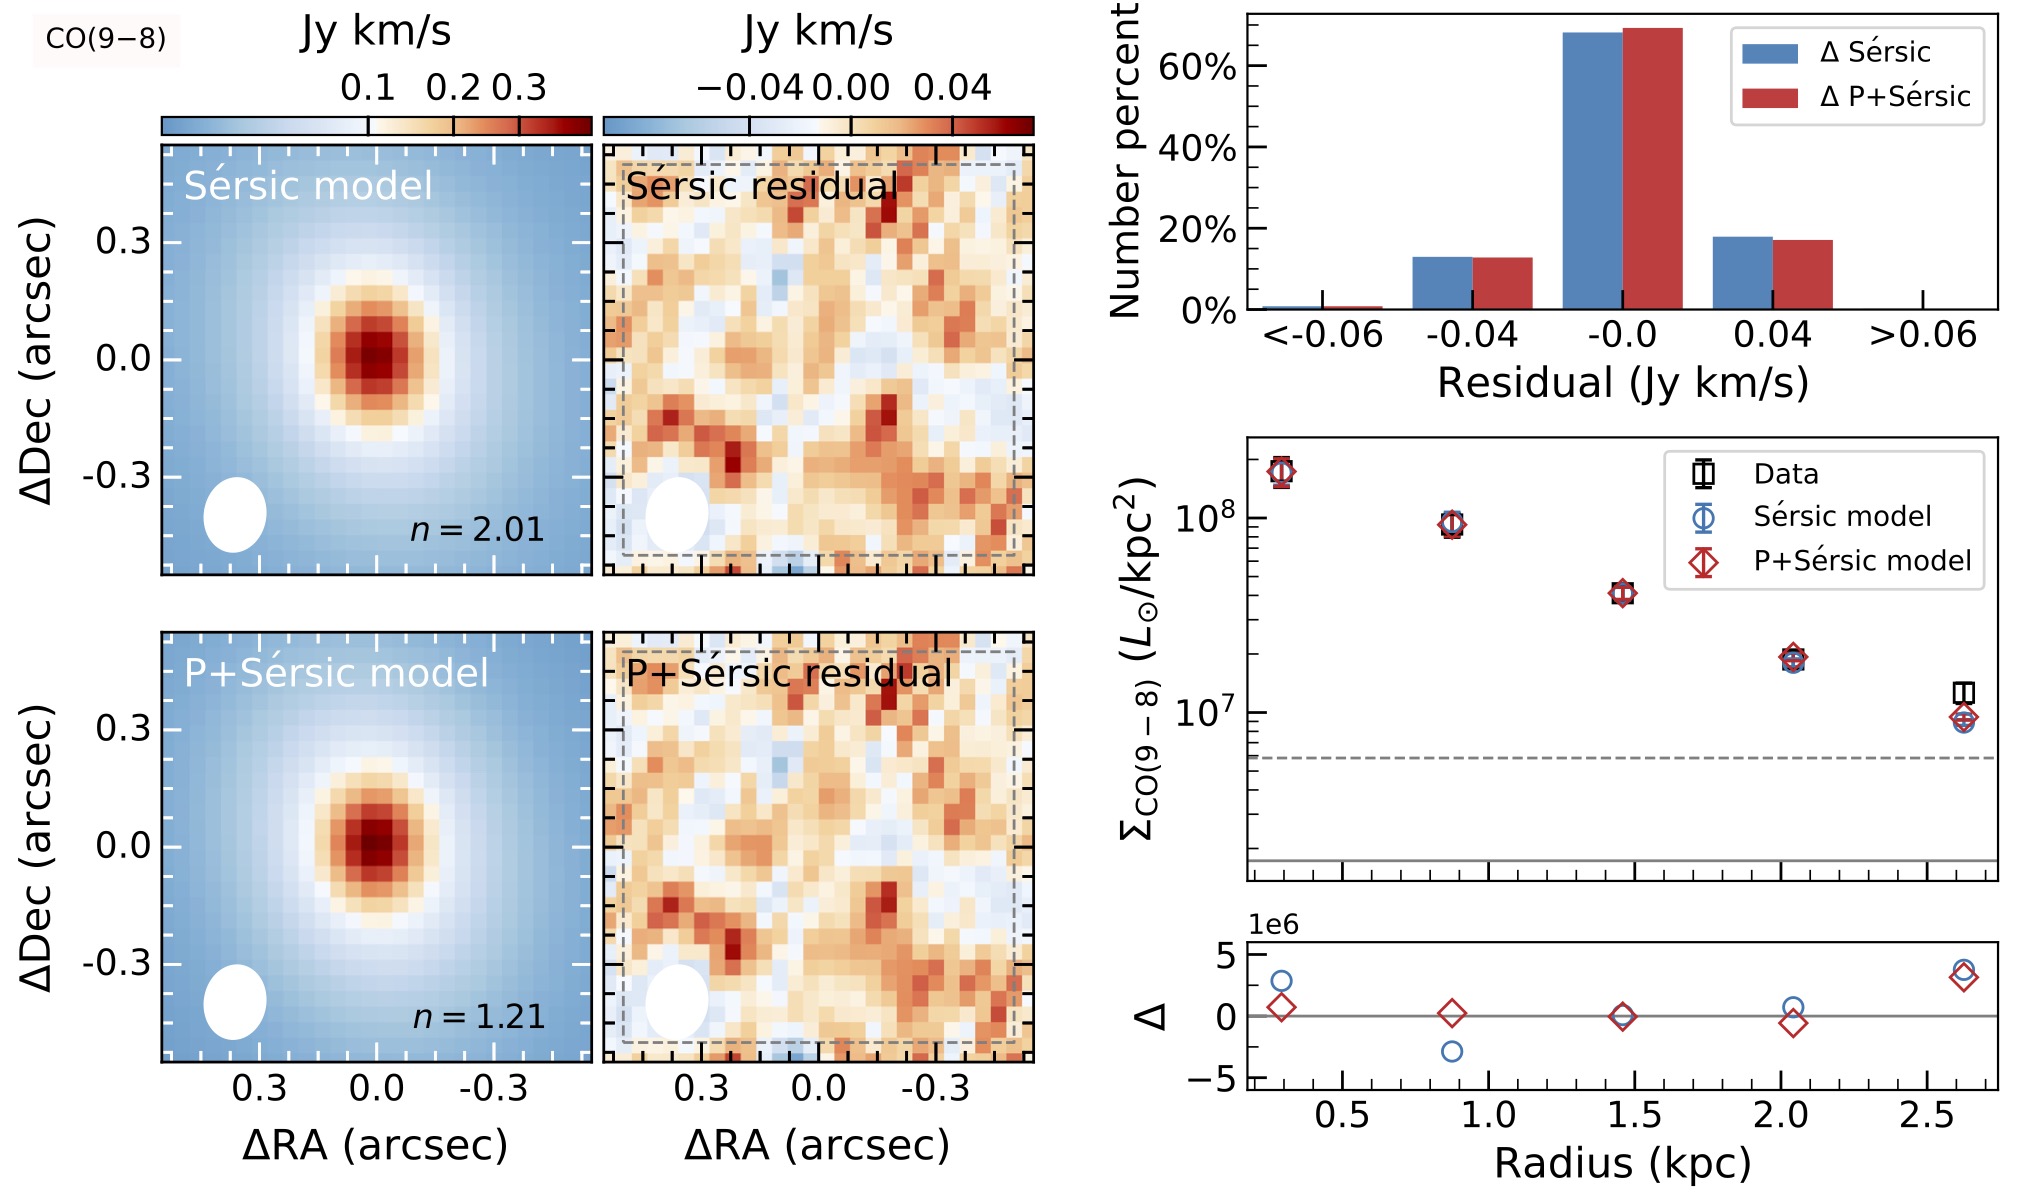 CO(9−8)
Jy km/s
Jy km/s
0.1 0.2 0.3
−0.04 0.00 0.04
Sérsic model
Sérsic residual
n = 2.01
0.3
0.0
-0.3
ΔDec (arcsec)
P+Sérsic model
P+Sérsic residual
n = 1.21
0.3
0.0
-0.3
ΔDec (arcsec)
0.3 0.0 -0.3
0.3 0.0 -0.3
ΔRA (arcsec)
ΔRA (arcsec)
Number percent
60%
40%
20%
0%
Δ Sérsic
Δ P+Sérsic
<-0.06 -0.04 -0.0 0.04 >0.06
Residual (Jy km/s)
ΣCO(9−8) (L⊙/kpc²)
10⁸
10⁷
Data
Sérsic model
P+Sérsic model
1e6
5
0
−5
Δ
0.5 1.0 1.5 2.0 2.5
Radius (kpc)